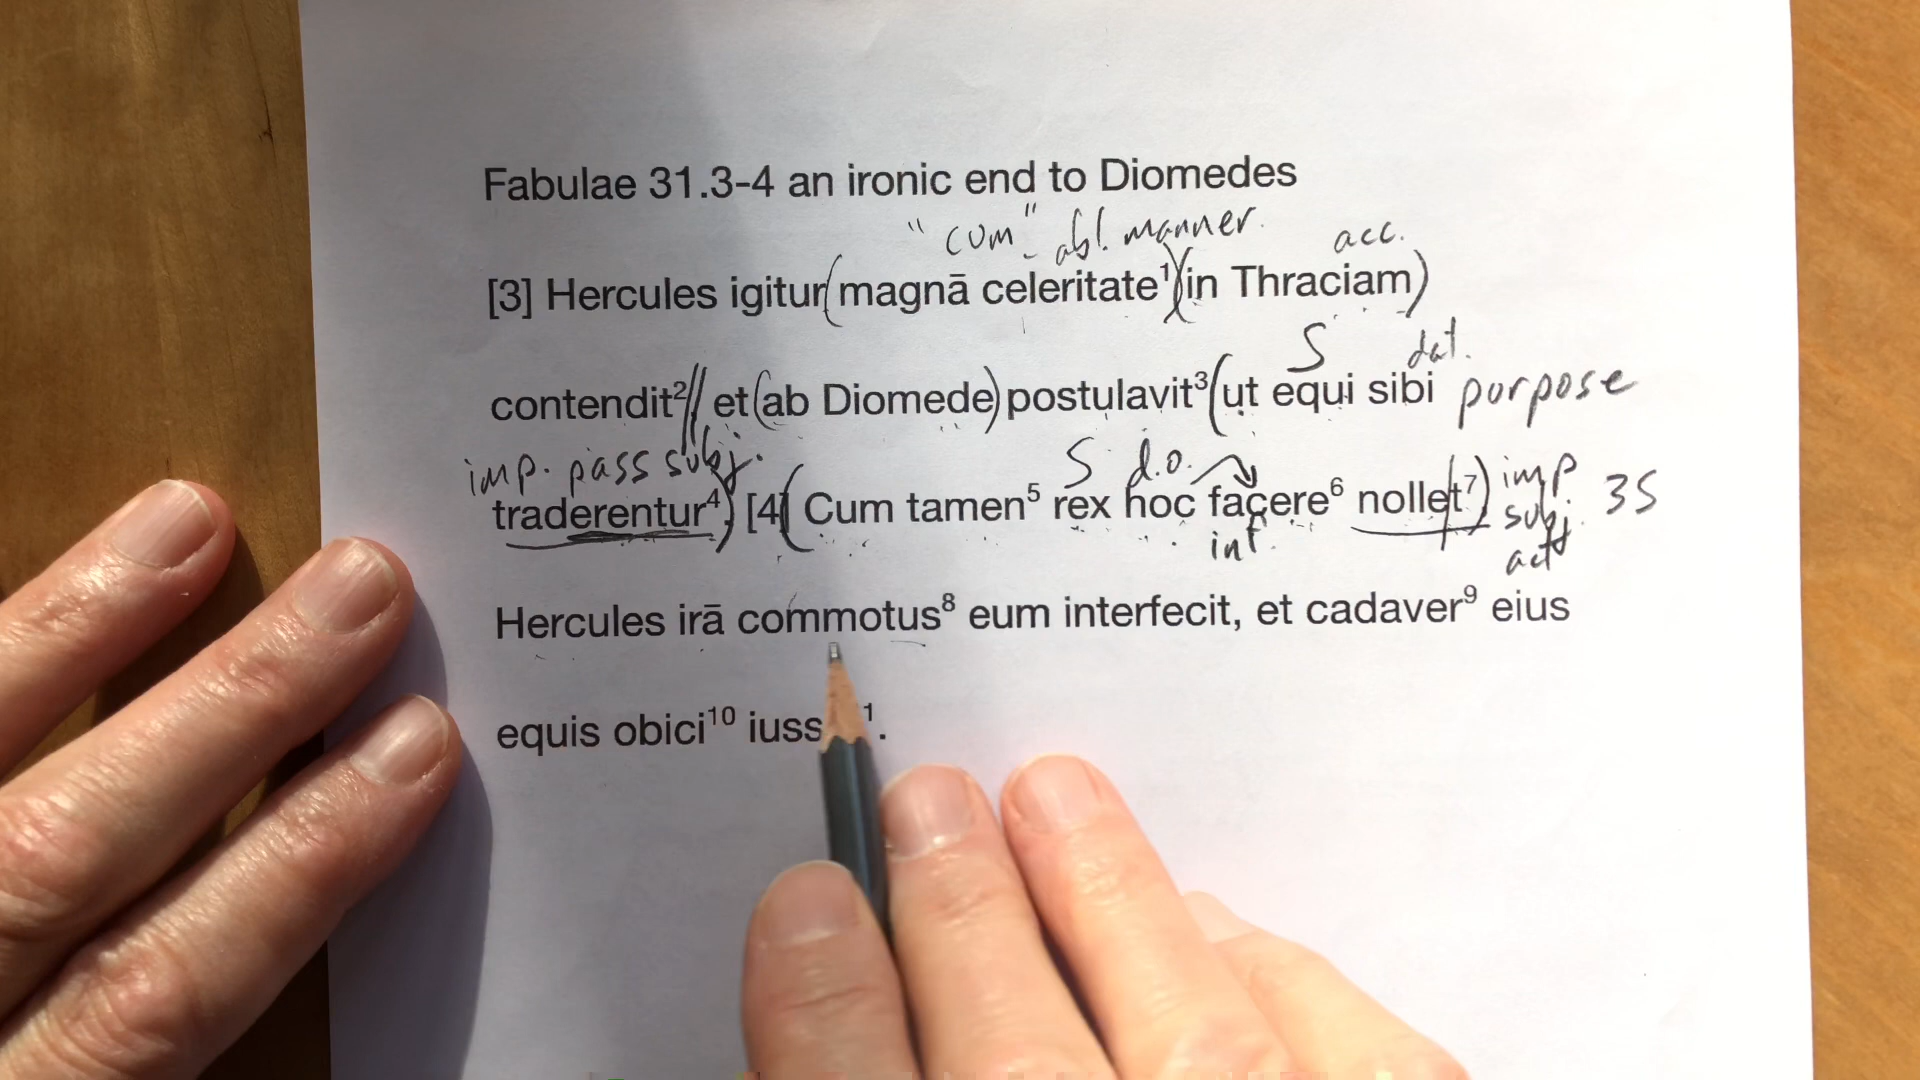 Fabulae 31.3-4 an ironic end to Diomedes
"cum" abl. manner. acc.
[3] Hercules igitur (magnā celeritate¹) (in Thraciam)
S dat.
contendit²// et (ab Diomede) postulavit³ (ut equi sibi purpose
imp. pass subj. S d.o.
traderentur⁴.) [4] (Cum tamen⁵ rex hoc facere⁶ nollet⁷) imp subj. act 3S
inf.
Hercules irā commotus⁸ eum interfecit, et cadaver⁹ eius
equis obici¹⁰ iuss ¹.